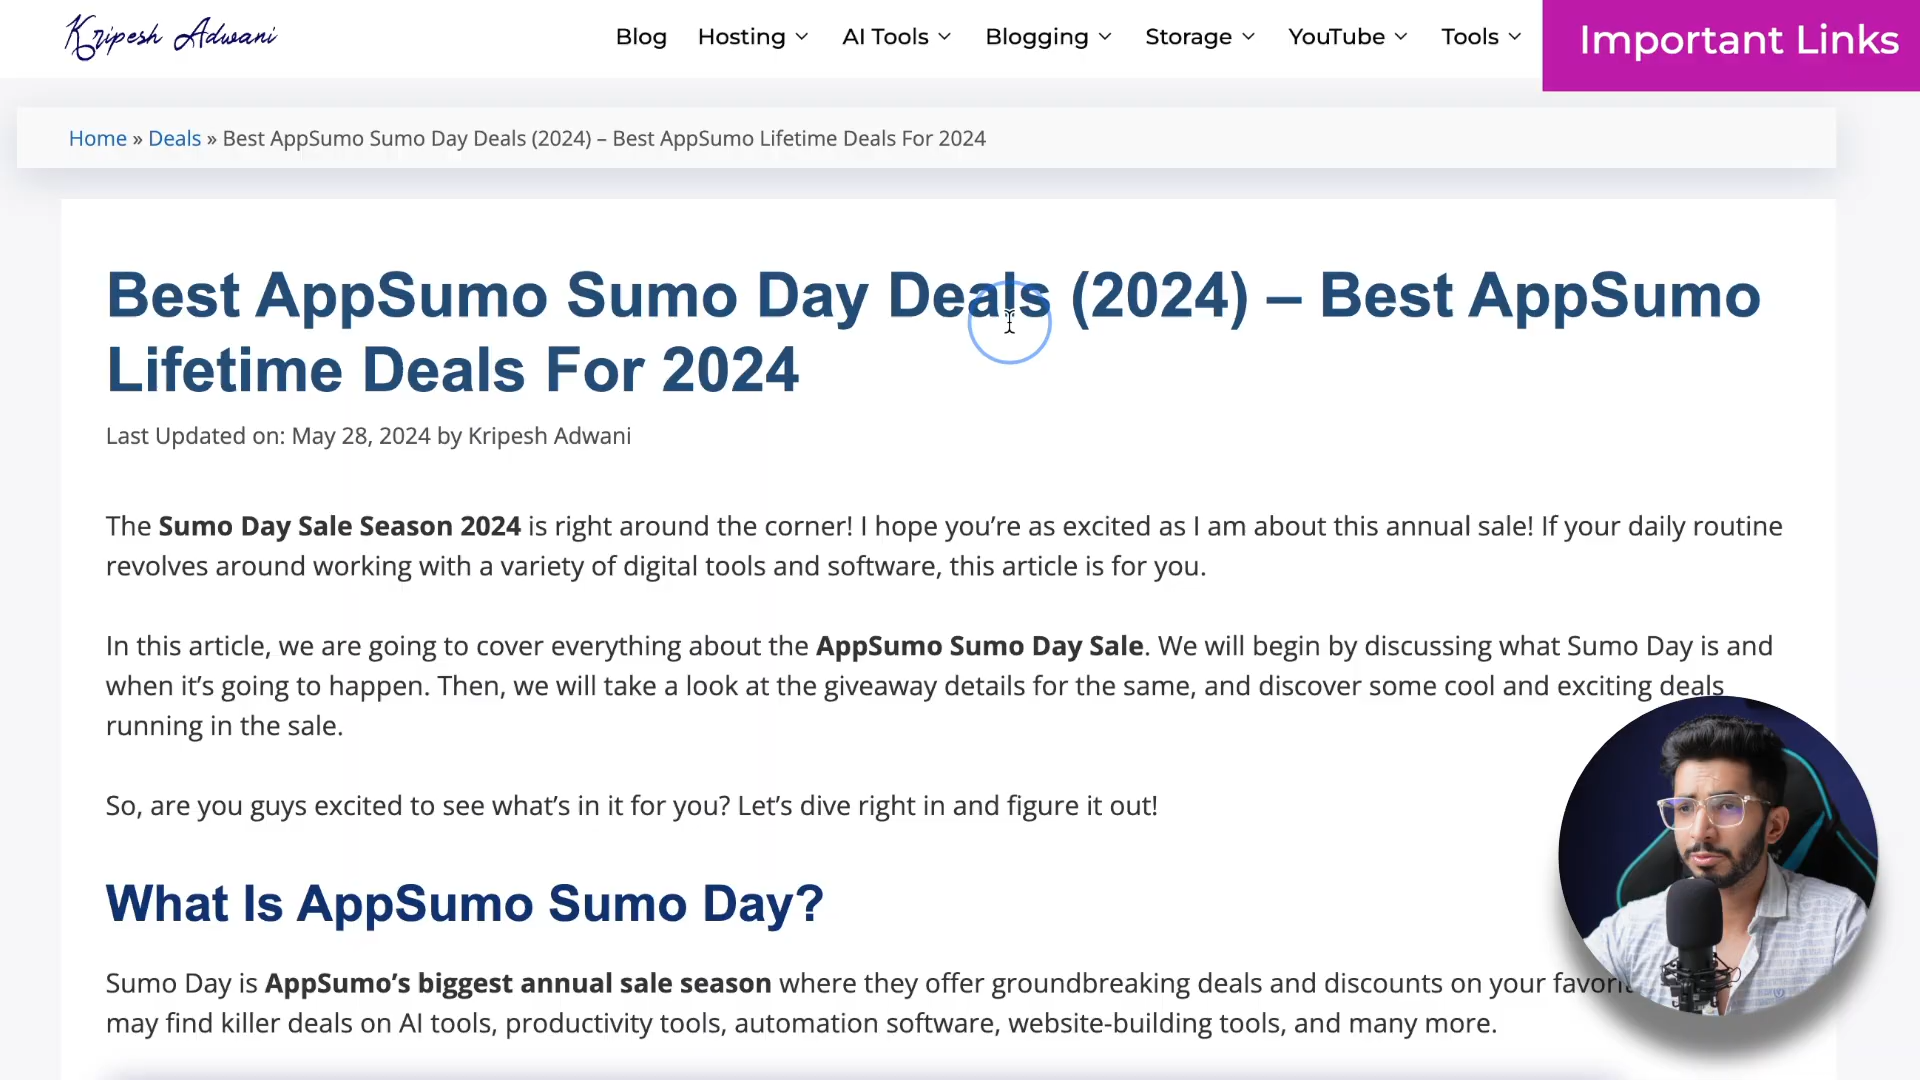 Kripesh Adwani
Blog Hosting AI Tools Blogging Storage YouTube Tools
Important Links
Home » Deals » Best AppSumo Sumo Day Deals (2024) – Best AppSumo Lifetime Deals For 2024
Best AppSumo Sumo Day Deals (2024) – Best AppSumo
Lifetime Deals For 2024
Last Updated on: May 28, 2024 by Kripesh Adwani
The Sumo Day Sale Season 2024 is right around the corner! I hope you’re as excited as I am about this annual sale! If your daily routine
revolves around working with a variety of digital tools and software, this article is for you.
In this article, we are going to cover everything about the AppSumo Sumo Day Sale. We will begin by discussing what Sumo Day is and
when it’s going to happen. Then, we will take a look at the giveaway details for the same, and discover some cool and exciting deals
running in the sale.
So, are you guys excited to see what’s in it for you? Let’s dive right in and figure it out!
What Is AppSumo Sumo Day?
Sumo Day is AppSumo’s biggest annual sale season where they offer groundbreaking deals and discounts on your
may find killer deals on AI tools, productivity tools, automation software, website-building tools, and many more.